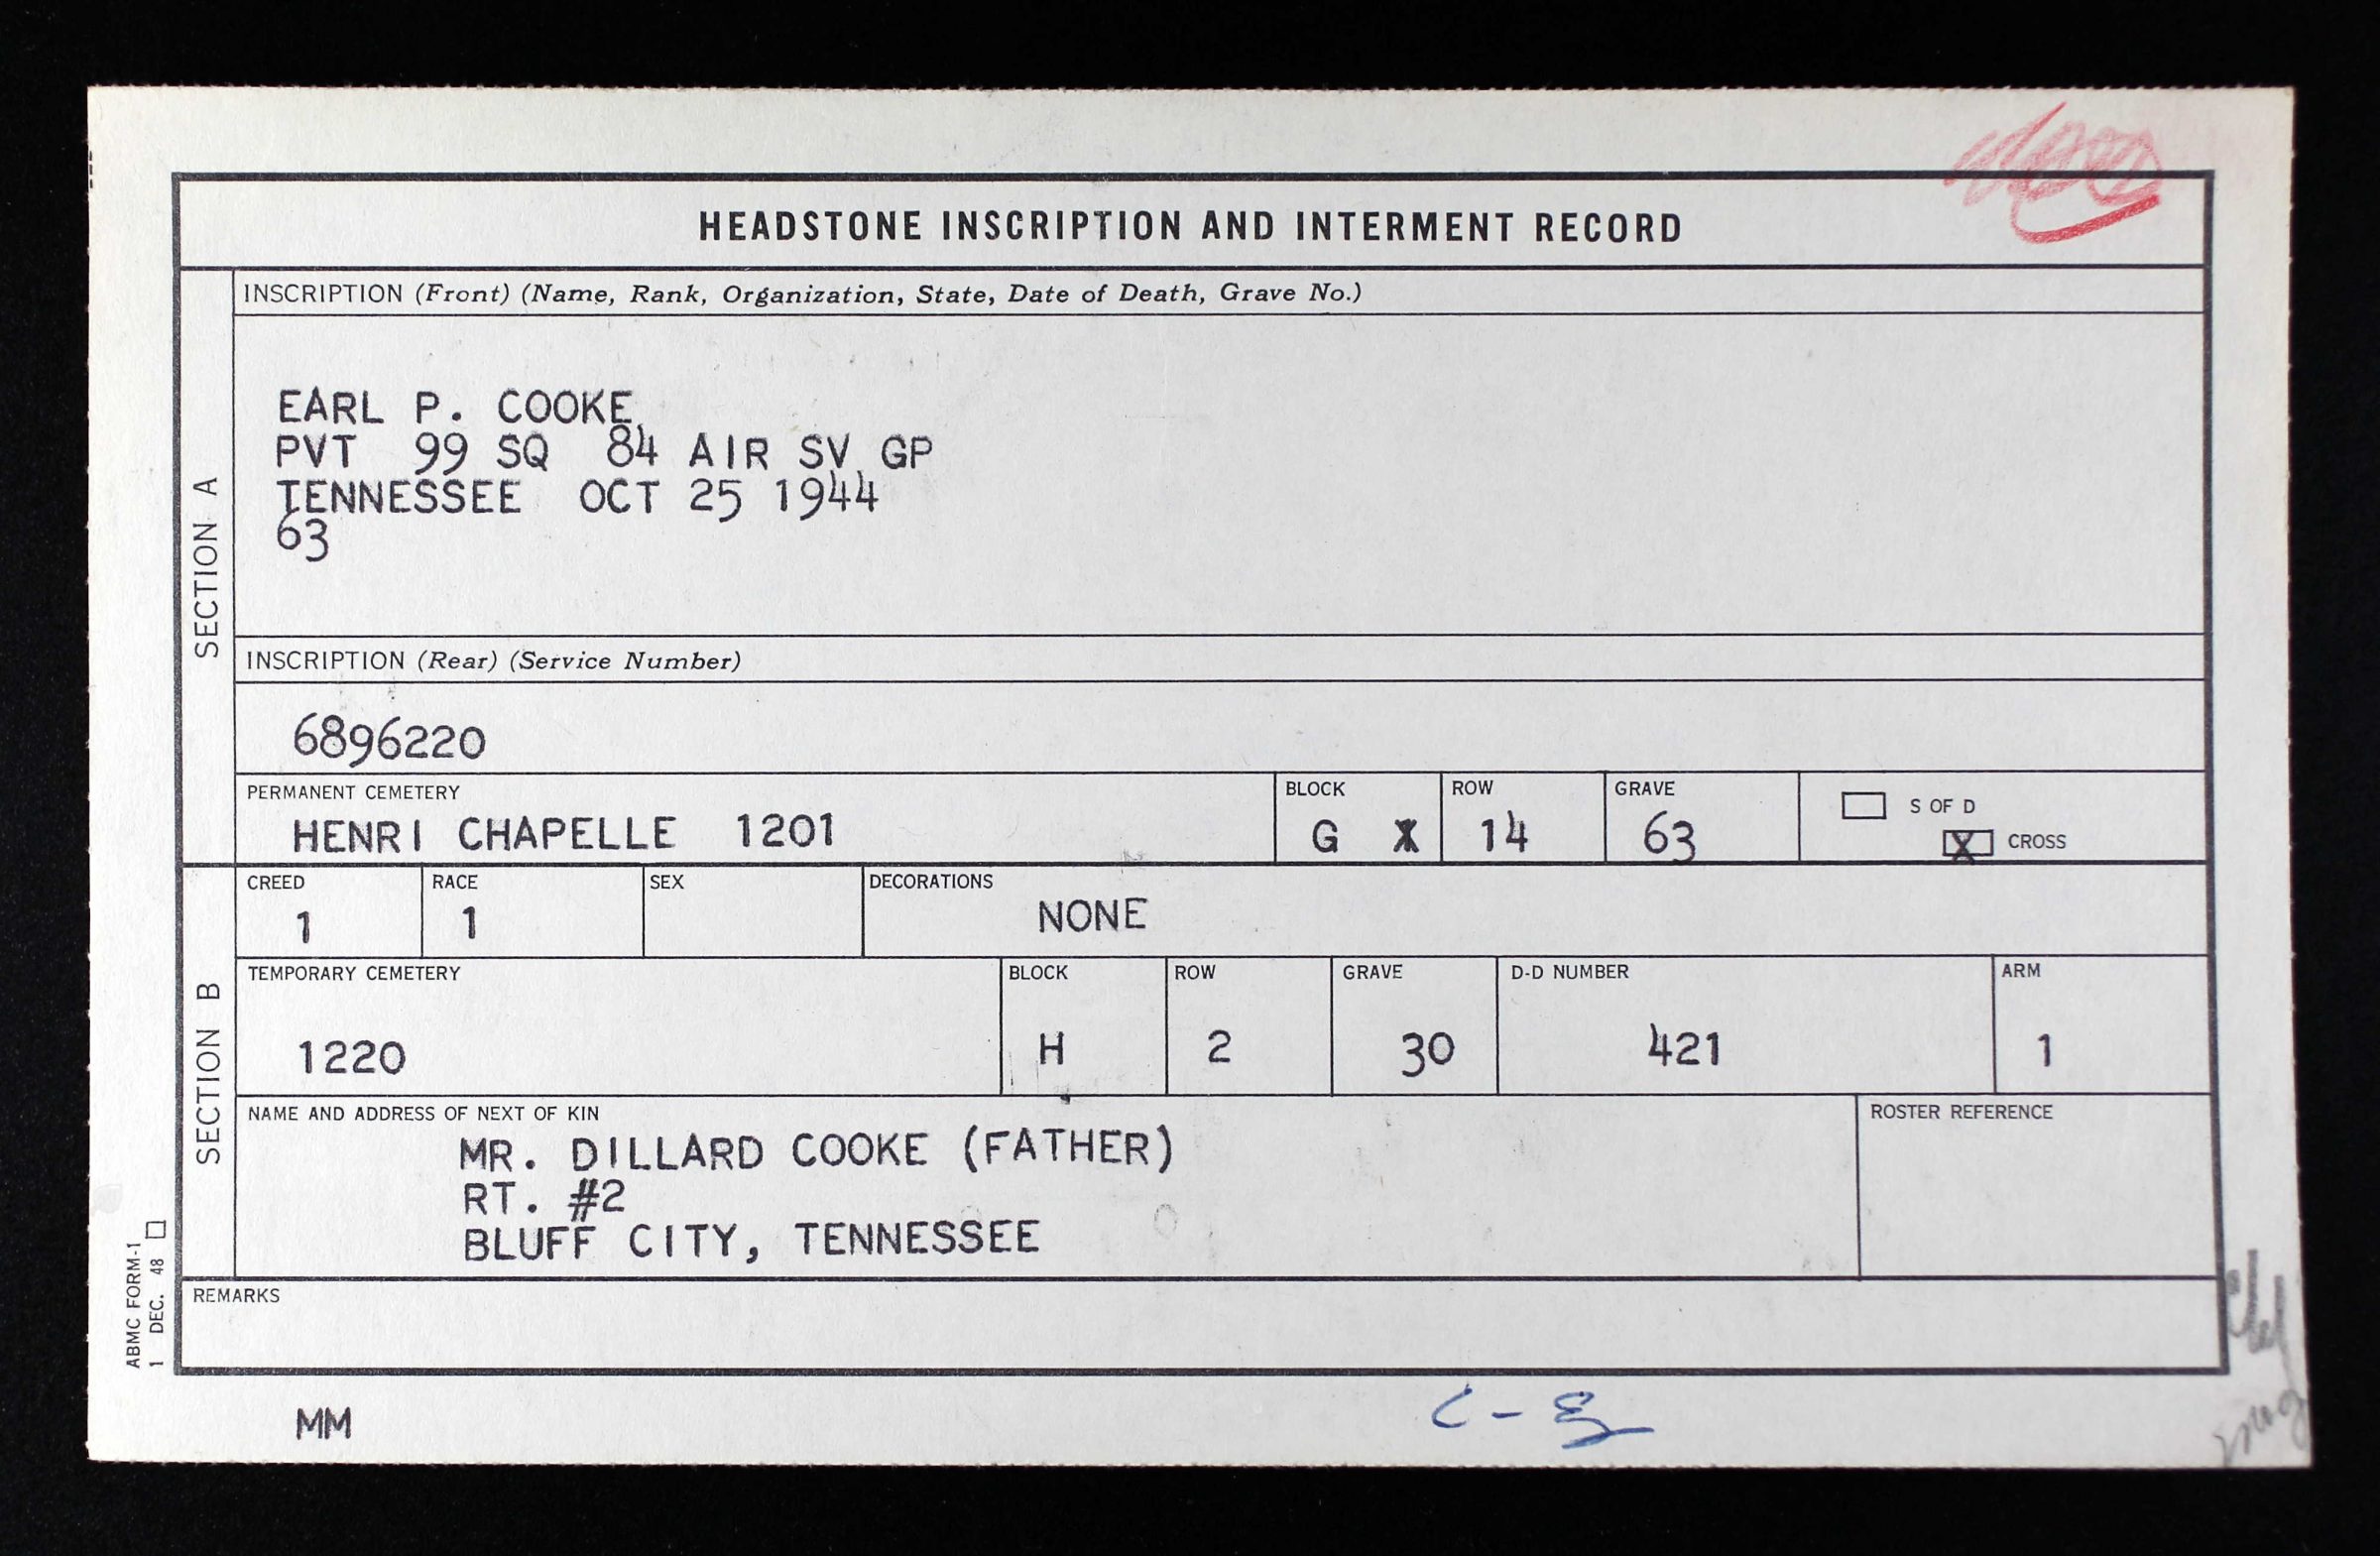 HEADSTONE INSCRIPTION AND INTERMENT RECORD
SECTION A
INSCRIPTION (Front) (Name, Rank, Organization, State, Date of Death, Grave No.)
EARL P. COOKE
PVT 99 SQ 84 AIR SV GP
TENNESSEE OCT 25 1944
63
INSCRIPTION (Rear) (Service Number)
6896220
PERMANENT CEMETERY BLOCK ROW GRAVE
HENRI CHAPELLE 1201 G 14 63
S OF D
X CROSS
SECTION B
CREED RACE SEX DECORATIONS
1 1 NONE
TEMPORARY CEMETERY BLOCK ROW GRAVE D-D NUMBER ARM
1220 H 2 30 421 1
NAME AND ADDRESS OF NEXT OF KIN ROSTER REFERENCE
MR. DILLARD COOKE (FATHER)
RT. #2
BLUFF CITY, TENNESSEE
REMARKS
ABMC FORM-1
1 DEC. 48
MM